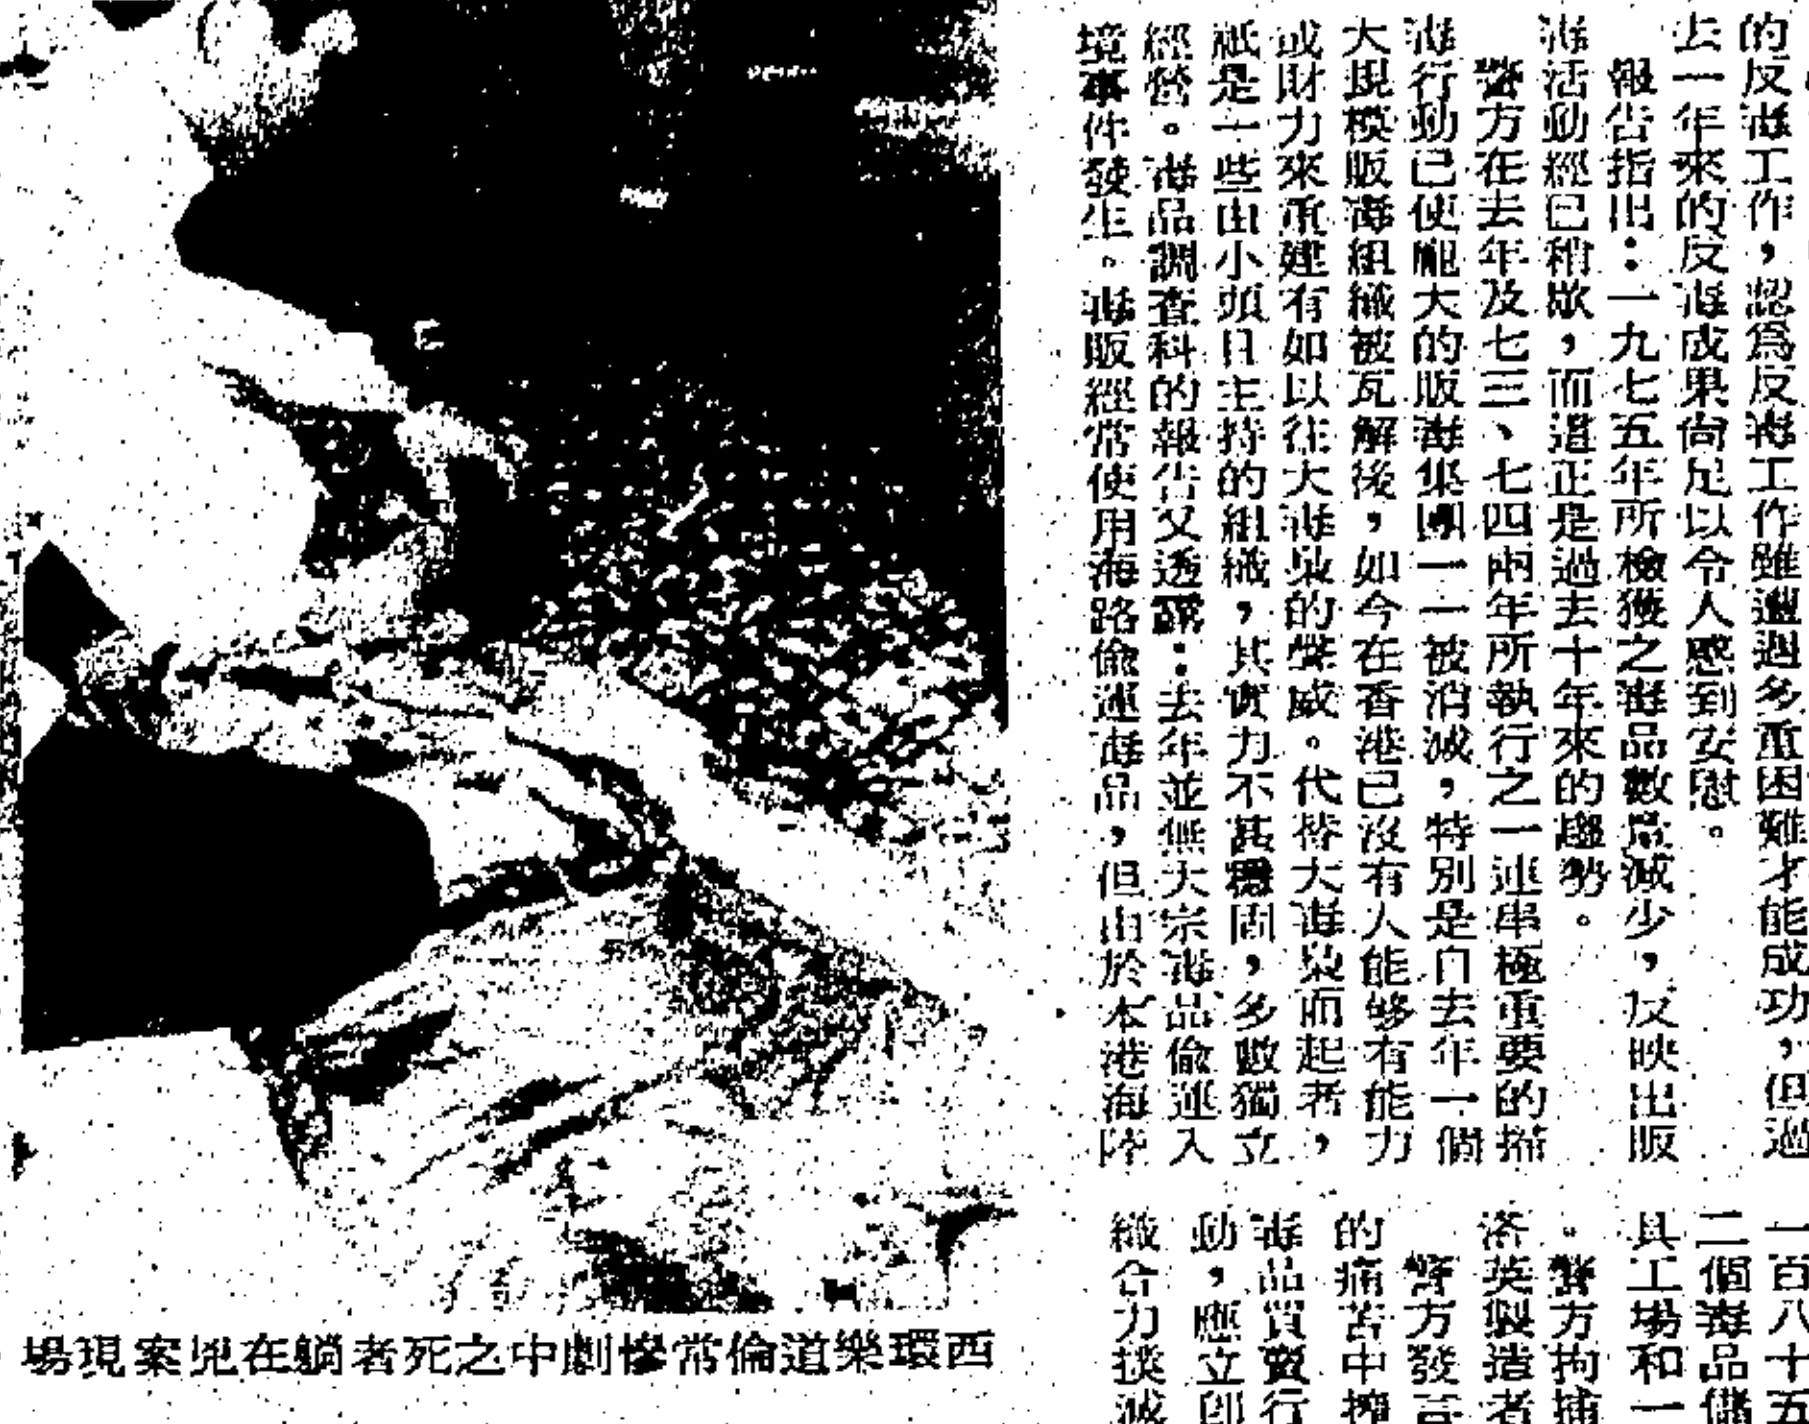 的反毒工作，認爲反毒工作雖遭遇多重困難才能成功，但過
去一年來的反毒成果尚足以令人感到安慰。
報告指出：一九七五年所檢獲之毒品數量減少，反映出販
毒活動經已稍歇，而這正是過去十年來的趨勢。
警方在去年及七三、七四兩年所執行之一連串極重要的掃
毒行動已使龐大的販毒集團一一被消滅，特別是自去年一個
大規模販毒組織被瓦解後，如今在香港已沒有人能够有能力
或財力來重建有如以往大毒梟的聲威。代替大毒梟而起者，
祇是一些由小頭目主持的組織，其實力不甚穩固，多數獨立
經營。毒品調查科的報告又透露：去年並無大宗毒品偷運入
境事件發生。毒販經常使用海路偷運毒品，但由於本港海陸
一百八十五
二個毒品儲
具工場和一
。警方拘捕
洛英製造者
警方發言
的痛苦中搾
毒品買賣行
動，應立即
織合力撲滅
西環樂道倫常慘劇中之死者躺在兇案現場